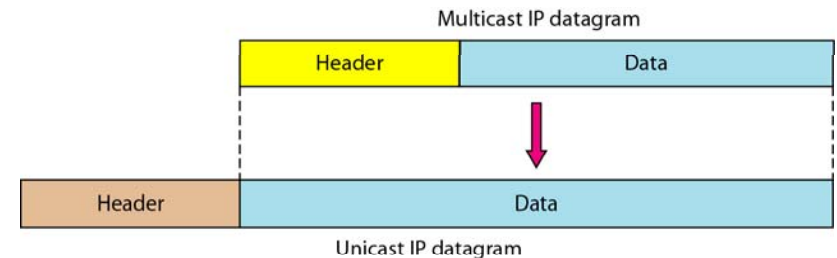 Multicast IP datagram
Header Data
Header Data
Unicast IP datagram